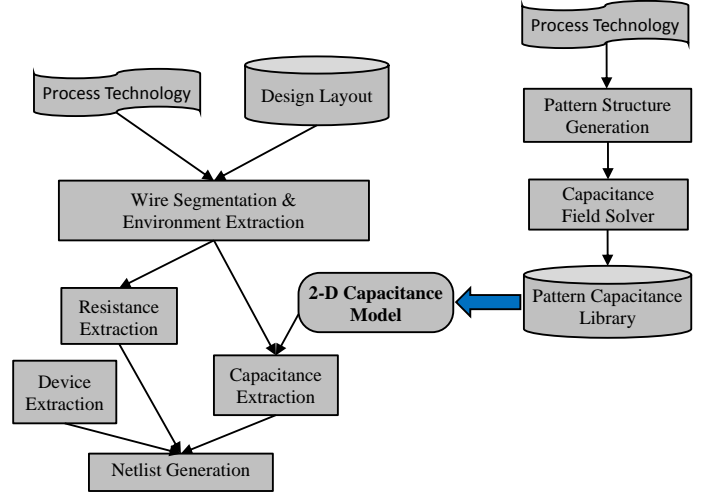 Process Technology
Process Technology
Design Layout
Pattern Structure
Generation
Wire Segmentation &
Environment Extraction
Capacitance
Field Solver
2-D Capacitance
Model
Pattern Capacitance
Library
Resistance
Extraction
Device
Extraction
Capacitance
Extraction
Netlist Generation